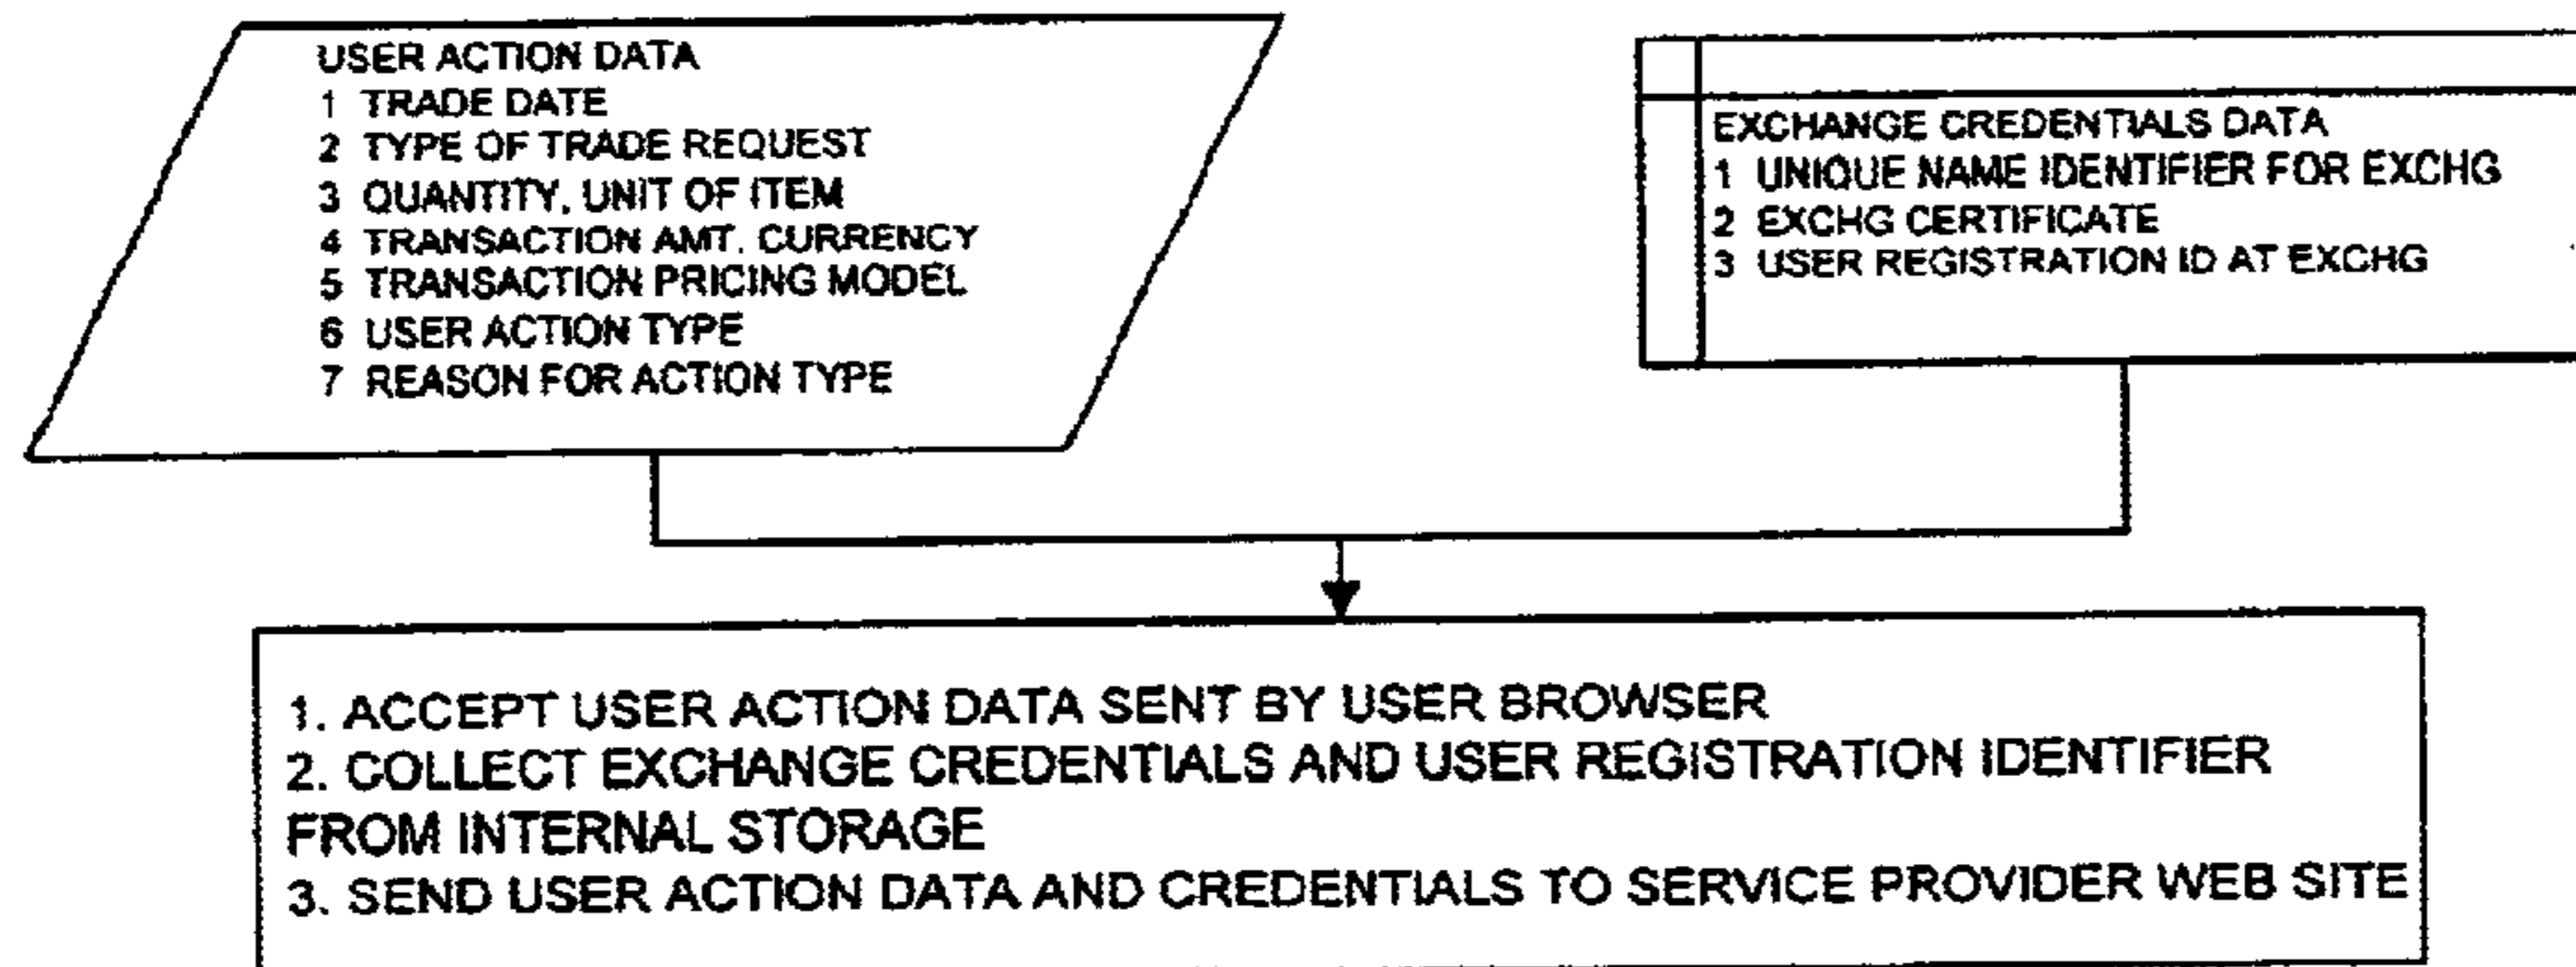 USER ACTION DATA
1 TRADE DATE
2 TYPE OF TRADE REQUEST
3 QUANTITY, UNIT OF ITEM
4 TRANSACTION AMT. CURRENCY
5 TRANSACTION PRICING MODEL
6 USER ACTION TYPE
7 REASON FOR ACTION TYPE
EXCHANGE CREDENTIALS DATA
1 UNIQUE NAME IDENTIFIER FOR EXCHG
2 EXCHG CERTIFICATE
3 USER REGISTRATION ID AT EXCHG
1. ACCEPT USER ACTION DATA SENT BY USER BROWSER
2. COLLECT EXCHANGE CREDENTIALS AND USER REGISTRATION IDENTIFIER
FROM INTERNAL STORAGE
3. SEND USER ACTION DATA AND CREDENTIALS TO SERVICE PROVIDER WEB SITE